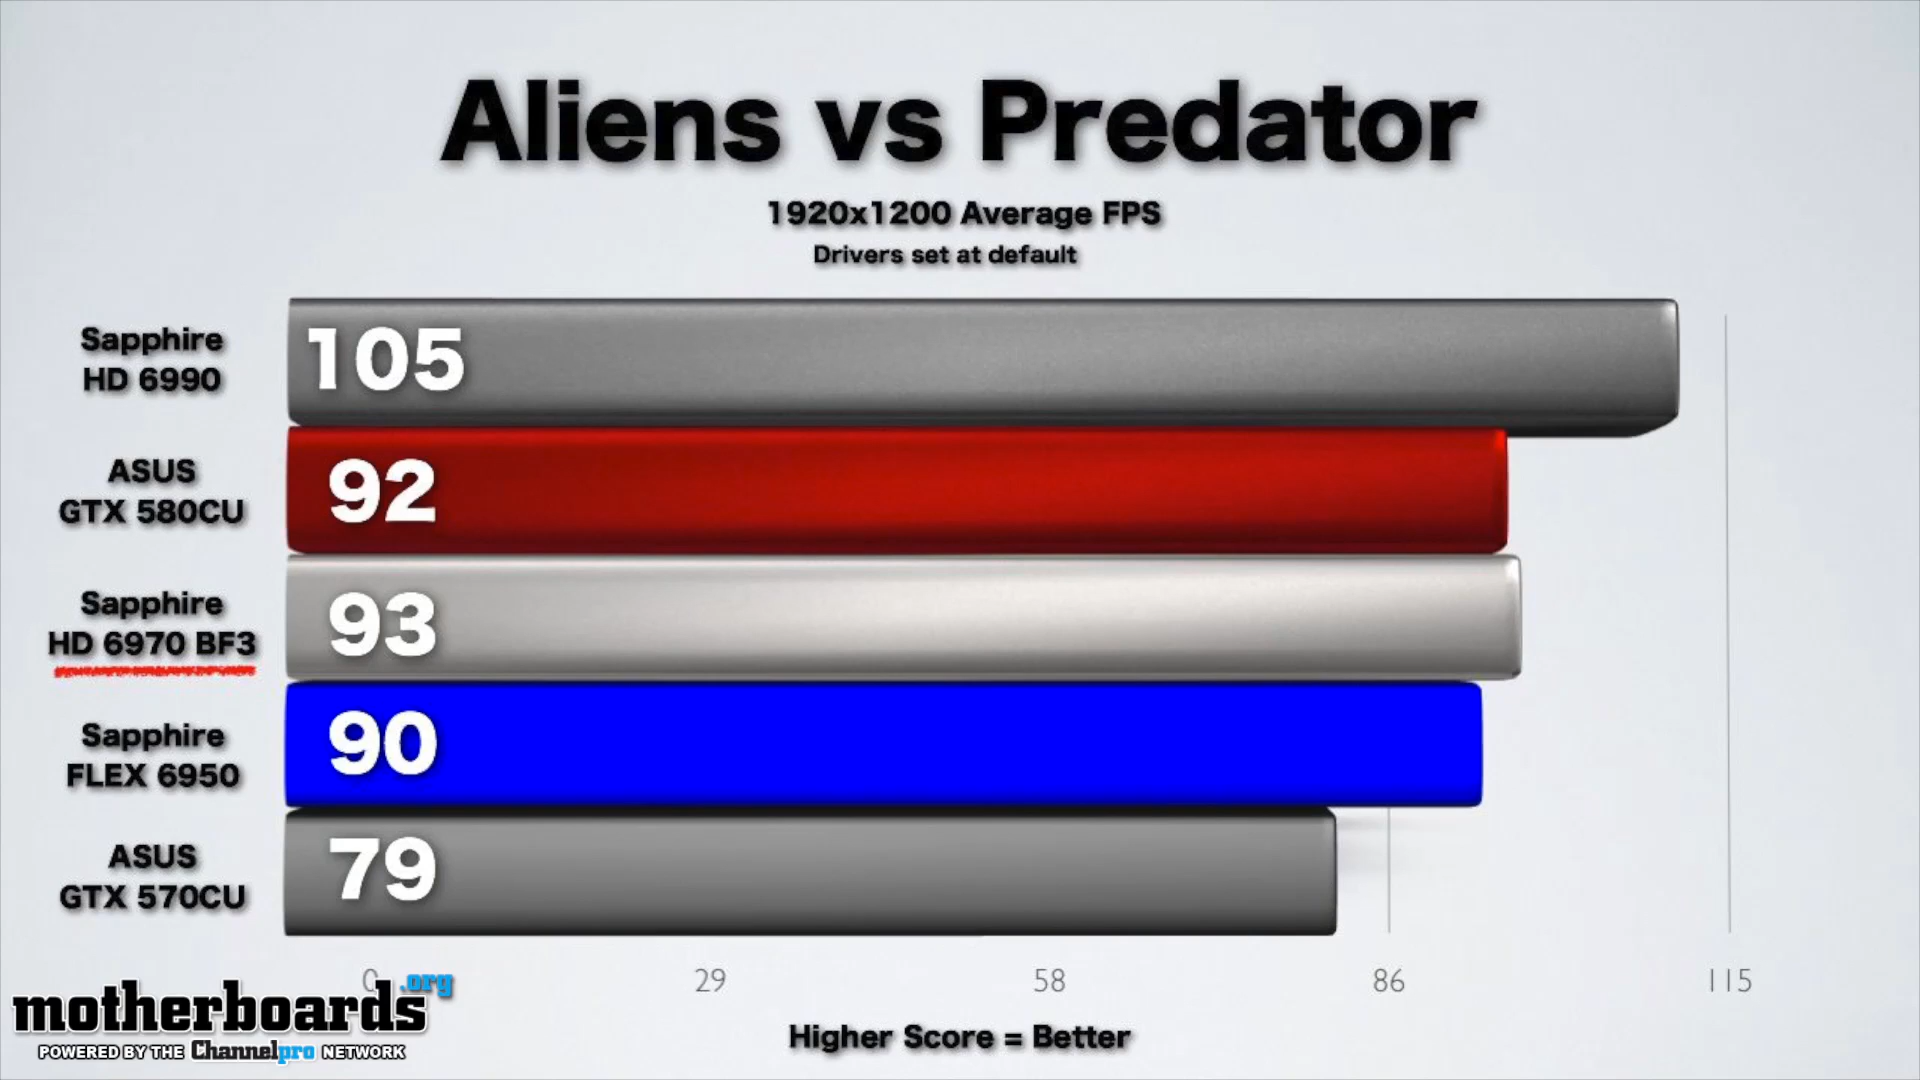 Aliens vs Predator
1920x1200 Average FPS
Drivers set at default
Sapphire
HD 6990
105
ASUS
GTX 580CU
92
Sapphire
HD 6970 BF3
93
Sapphire
FLEX 6950
90
ASUS
GTX 570CU
79
0 29 58 86 115
Higher Score = Better
motherboards.org
POWERED BY THE Channelpro NETWORK